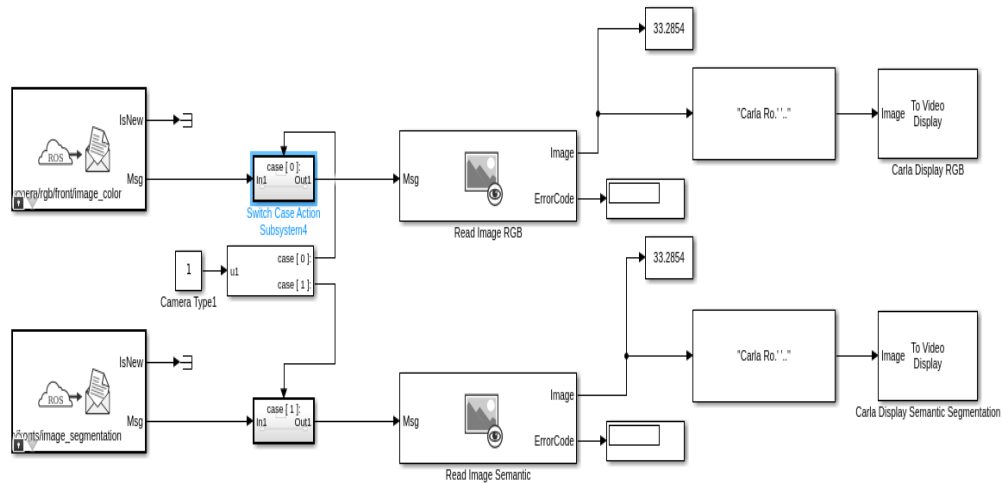 33.2854
ROS
IsNew
Msg
/rgb/front/image_color
case [ 0 ]:
In1 Out1
Switch Case Action
Subsystem4
Msg
Image
ErrorCode
Read Image RGB
"Carla Ro.' '.."
Image
To Video
Display
Carla Display RGB
1
Camera Type1
u1
case [ 0 ]:
case [ 1 ]:
33.2854
ROS
IsNew
Msg
/image_segmentation
case [ 1 ]:
In1 Out1
Msg
Image
ErrorCode
Read Image Semantic
"Carla Ro.' '.."
Image
To Video
Display
Carla Display Semantic Segmentation